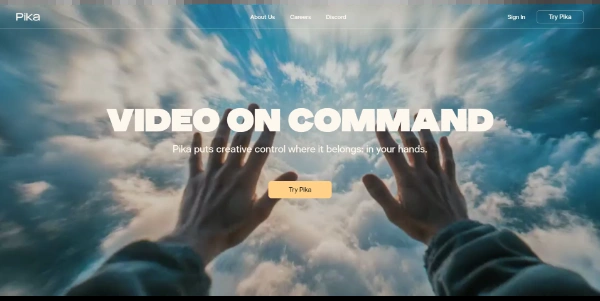 Pika
About Us Careers Discord
Sign In Try Pika
VIDEO ON COMMAND
Pika puts creative control where it belongs: in your hands.
Try Pika